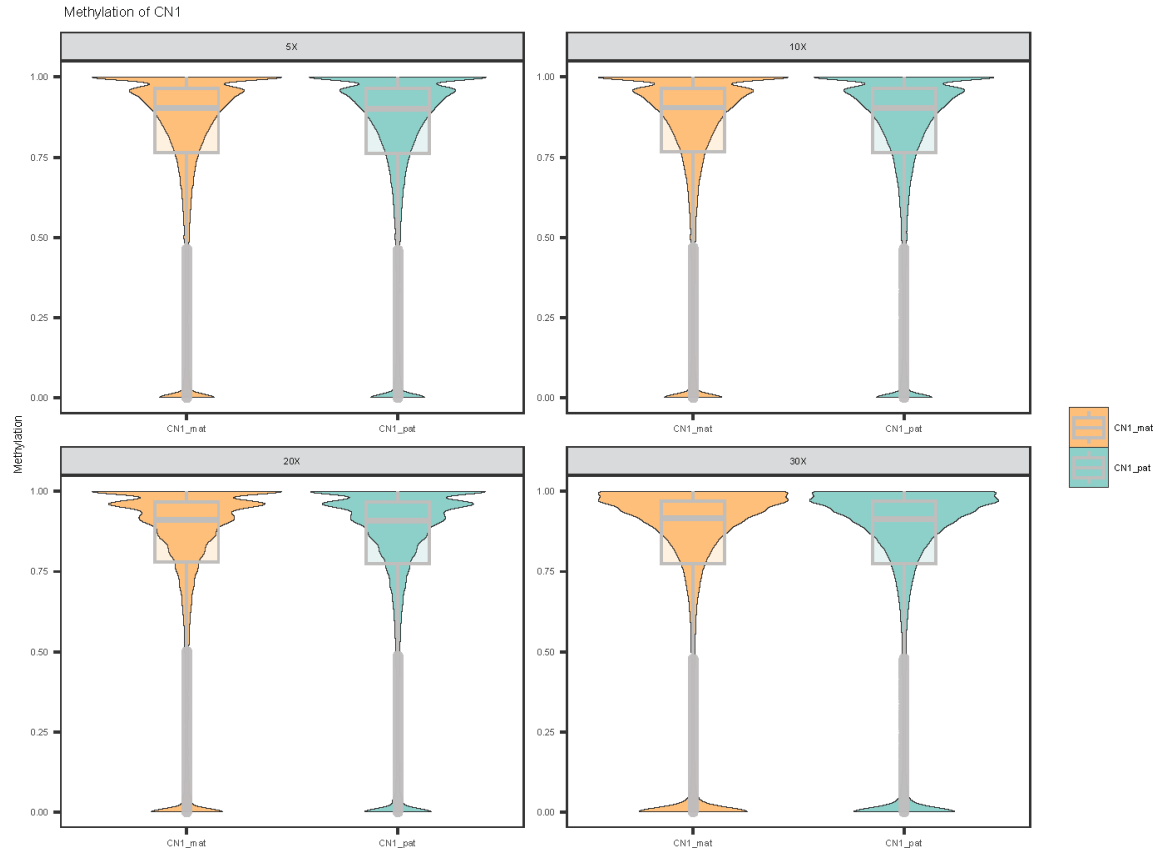 Methylation of CN1
5X
10X
1.00
0.75
0.50
0.25
0.00
1.00
0.75
0.50
0.25
0.00
CN1_mat
CN1_pat
CN1_mat
CN1_pat
Methylation
CN1_mat
CN1_pat
20X
30X
1.00
0.75
0.50
0.25
0.00
1.00
0.75
0.50
0.25
0.00
CN1_mat
CN1_pat
CN1_mat
CN1_pat